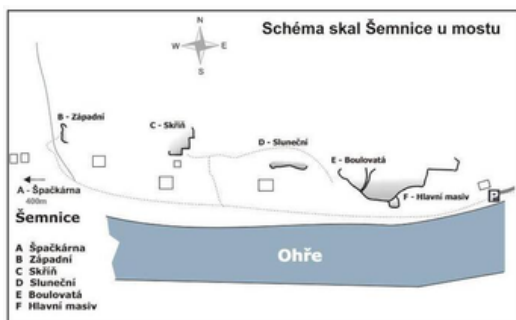 Schéma skal Šemnice u mostu
N
W E
S
B - Západní
C - Skříň
D - Sluneční
E - Boulovatá
F - Hlavní masiv
P
A - Špačkárna
400m
Šemnice
A Špačkárna
B Západní
C Skříň
D Sluneční
E Boulovatá
F Hlavní masiv
Ohře